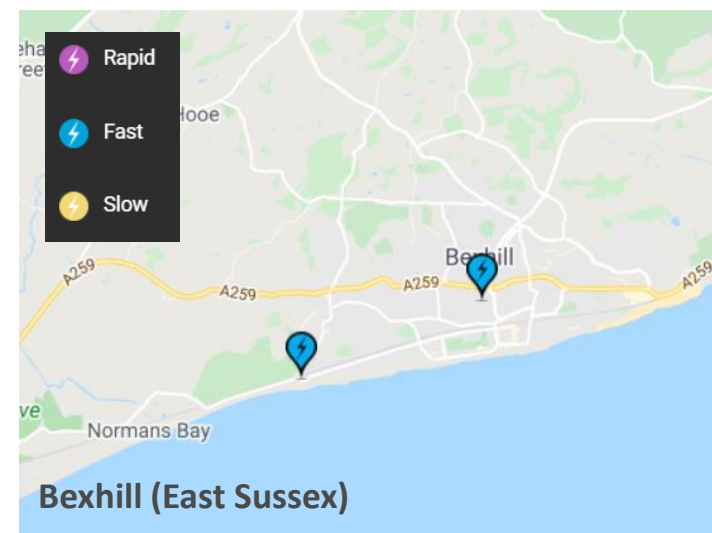 Rapid
Fast
Slow
Hooe
Bexhill
A259
A259
A259
A259
Normans Bay
Bexhill (East Sussex)